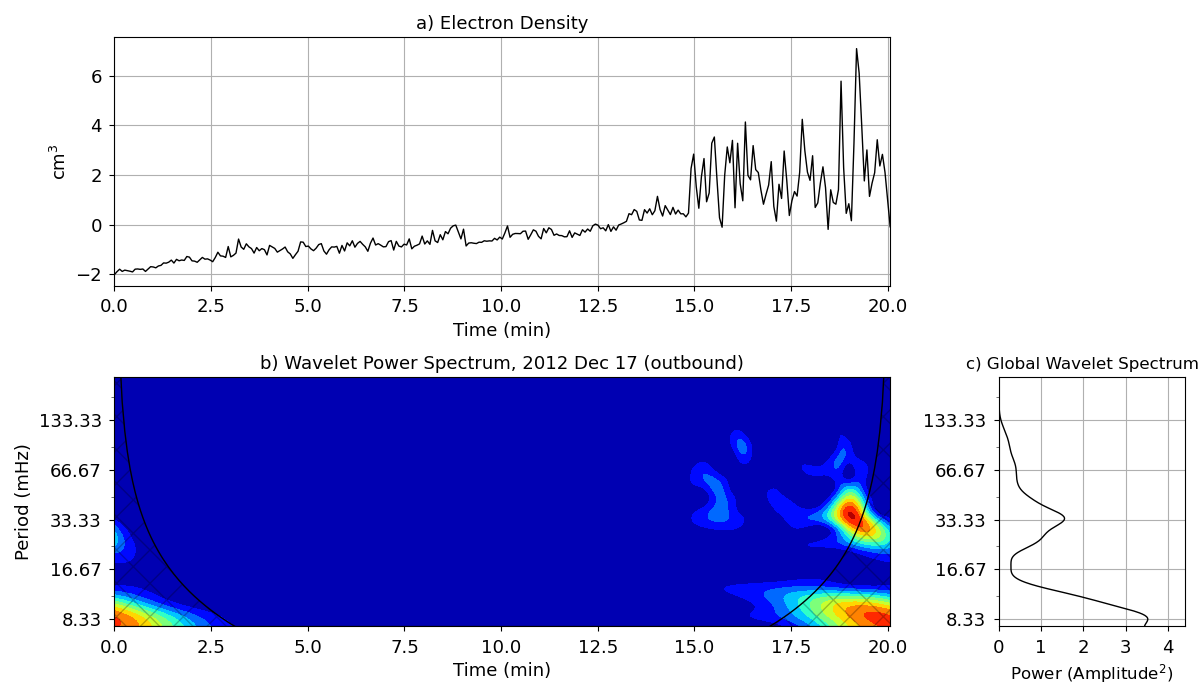 a) Electron Density
cm³
6
4
2
0
−2
0.0 2.5 5.0 7.5 10.0 12.5 15.0 17.5 20.0
Time (min)
b) Wavelet Power Spectrum, 2012 Dec 17 (outbound)
Period (mHz)
133.33
66.67
33.33
16.67
8.33
0.0 2.5 5.0 7.5 10.0 12.5 15.0 17.5 20.0
Time (min)
c) Global Wavelet Spectrum
133.33
66.67
33.33
16.67
8.33
0 1 2 3 4
Power (Amplitude²)